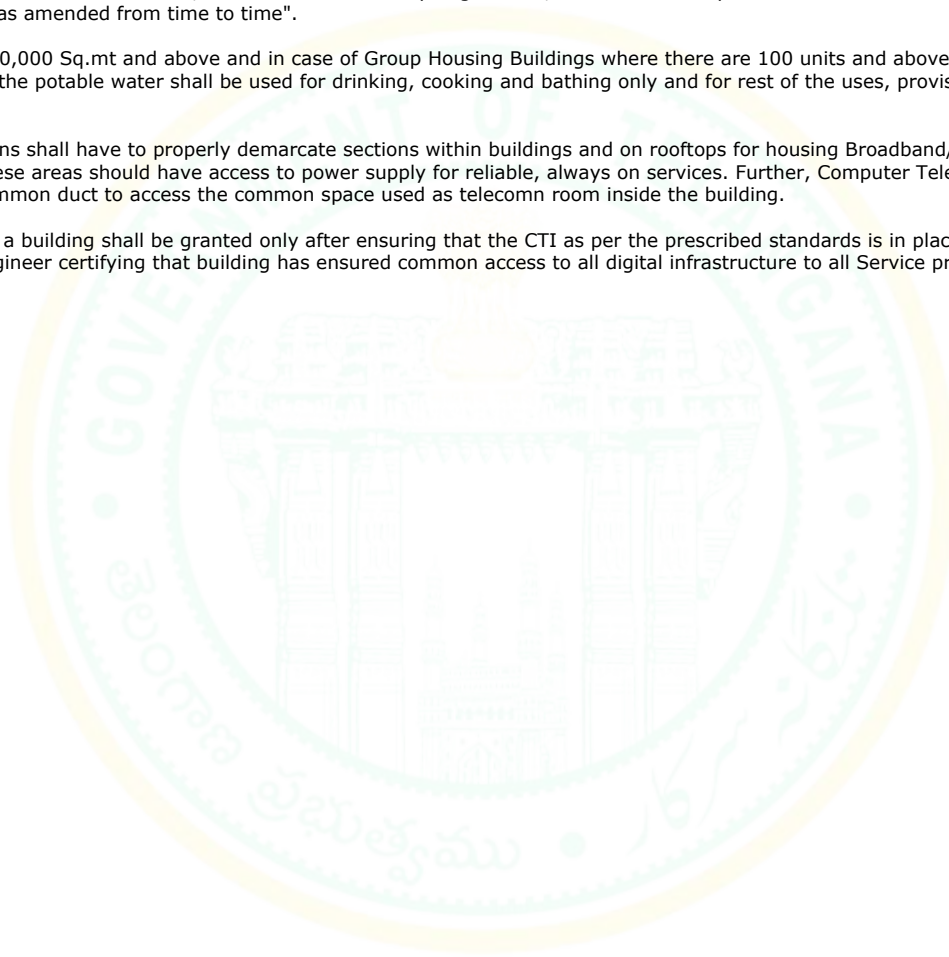 as amended from time to time".
0,000 Sq.mt and above and in case of Group Housing Buildings where there are 100 units and above
the potable water shall be used for drinking, cooking and bathing only and for rest of the uses, provis
ns shall have to properly demarcate sections within buildings and on rooftops for housing Broadband/
ese areas should have access to power supply for reliable, always on services. Further, Computer Tele
mmon duct to access the common space used as telecomn room inside the building.
a building shall be granted only after ensuring that the CTI as per the prescribed standards is in plac
gineer certifying that building has ensured common access to all digital infrastructure to all Service pr
GOVERNMENT OF TELANGANA
తెలంగాణ ప్రభుత్వము